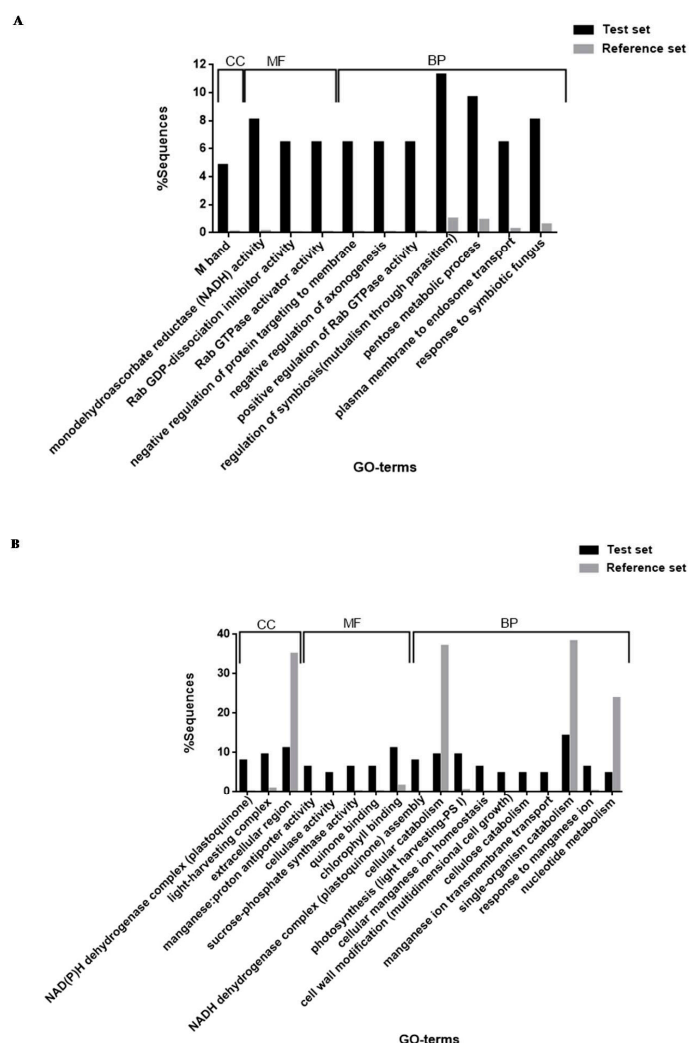 A
Test set
Reference set
CC
MF
BP
12
10
8
6
4
2
0
%Sequences
M band
monodehydroascorbate reductase (NADH) activity
Rab GDP-dissociation inhibitor activity
Rab GTPase activator activity
negative regulation of protein targeting to membrane
negative regulation of axonogenesis
positive regulation of Rab GTPase activity
regulation of symbiosis(mutualism through parasitism)
pentose metabolic process
plasma membrane to endosome transport
response to symbiotic fungus
GO-terms
B
Test set
Reference set
CC
MF
BP
40
30
20
10
0
%Sequences
NAD(P)H dehydrogenase complex (plastoquinone)
light-harvesting complex
extracellular region
manganese:proton antiporter activity
cellulase activity
sucrose-phosphate synthase activity
quinone binding
chlorophyll binding
NADH dehydrogenase complex (plastoquinone) assembly
cellular catabolism
photosynthesis (light harvesting-PS I)
cellular manganese ion homeostasis
cell wall modification (multidimensional cell growth)
cellulose catabolism
manganese ion transmembrane transport
single-organism catabolism
response to manganese ion
nucleotide metabolism
GO-terms